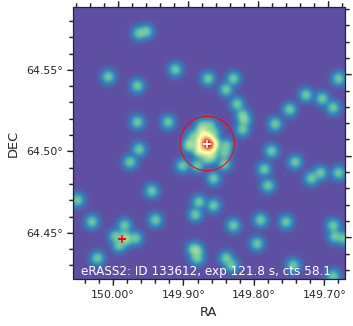 64.55°
64.50°
64.45°
DEC
eRASS2: ID 133612, exp 121.8 s, cts 58.1
150.00° 149.90° 149.80° 149.70°
RA